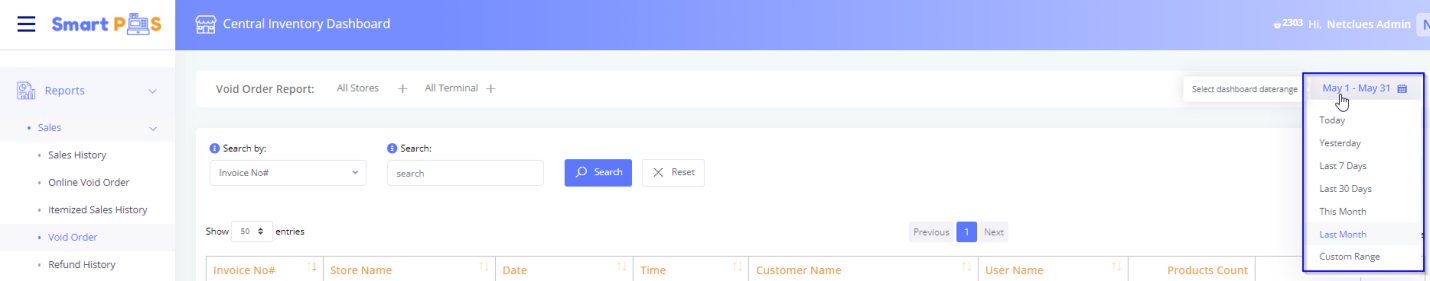 Smart POS
Central Inventory Dashboard
2303 Hi, Netclues Admin N
Reports
Void Order Report: All Stores + All Terminal +
Select dashboard daterange
May 1 - May 31
Today
Yesterday
Last 7 Days
Last 30 Days
This Month
Last Month
Custom Range
Sales
Sales History
Online Void Order
Itemized Sales History
Void Order
Refund History
Search by:
Search:
Invoice No#
search
Search
Reset
Show 50 entries
Previous 1 Next
Invoice No# Store Name Date Time Customer Name User Name Products Count